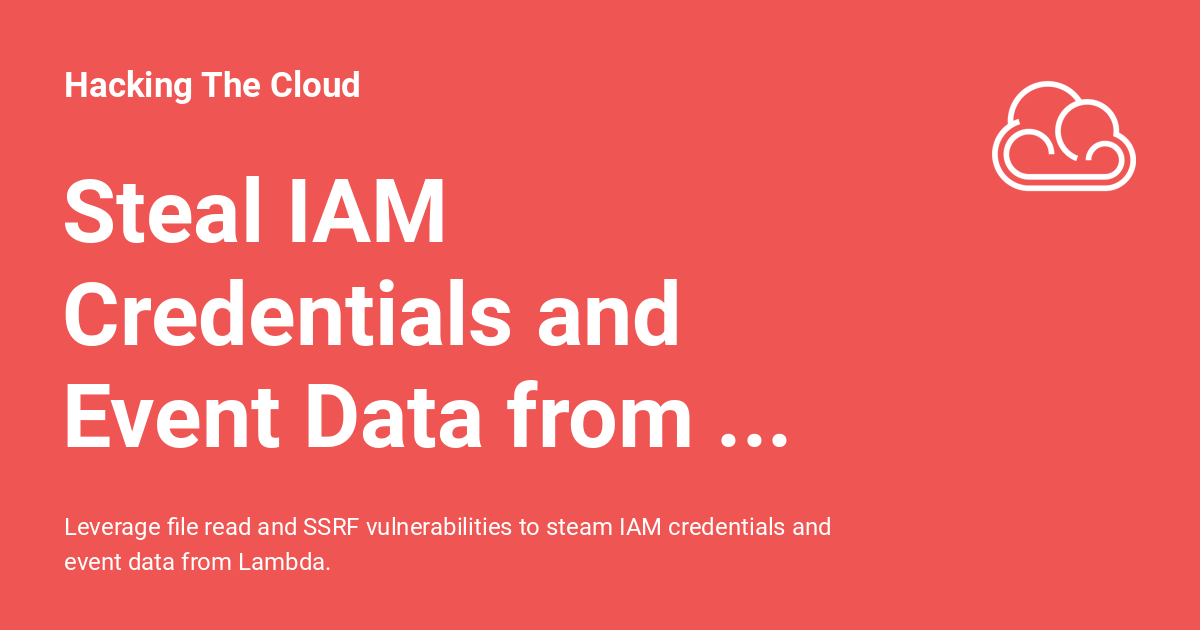 Hacking The Cloud
Steal IAM
Credentials and
Event Data from ...
Leverage file read and SSRF vulnerabilities to steam IAM credentials and
event data from Lambda.